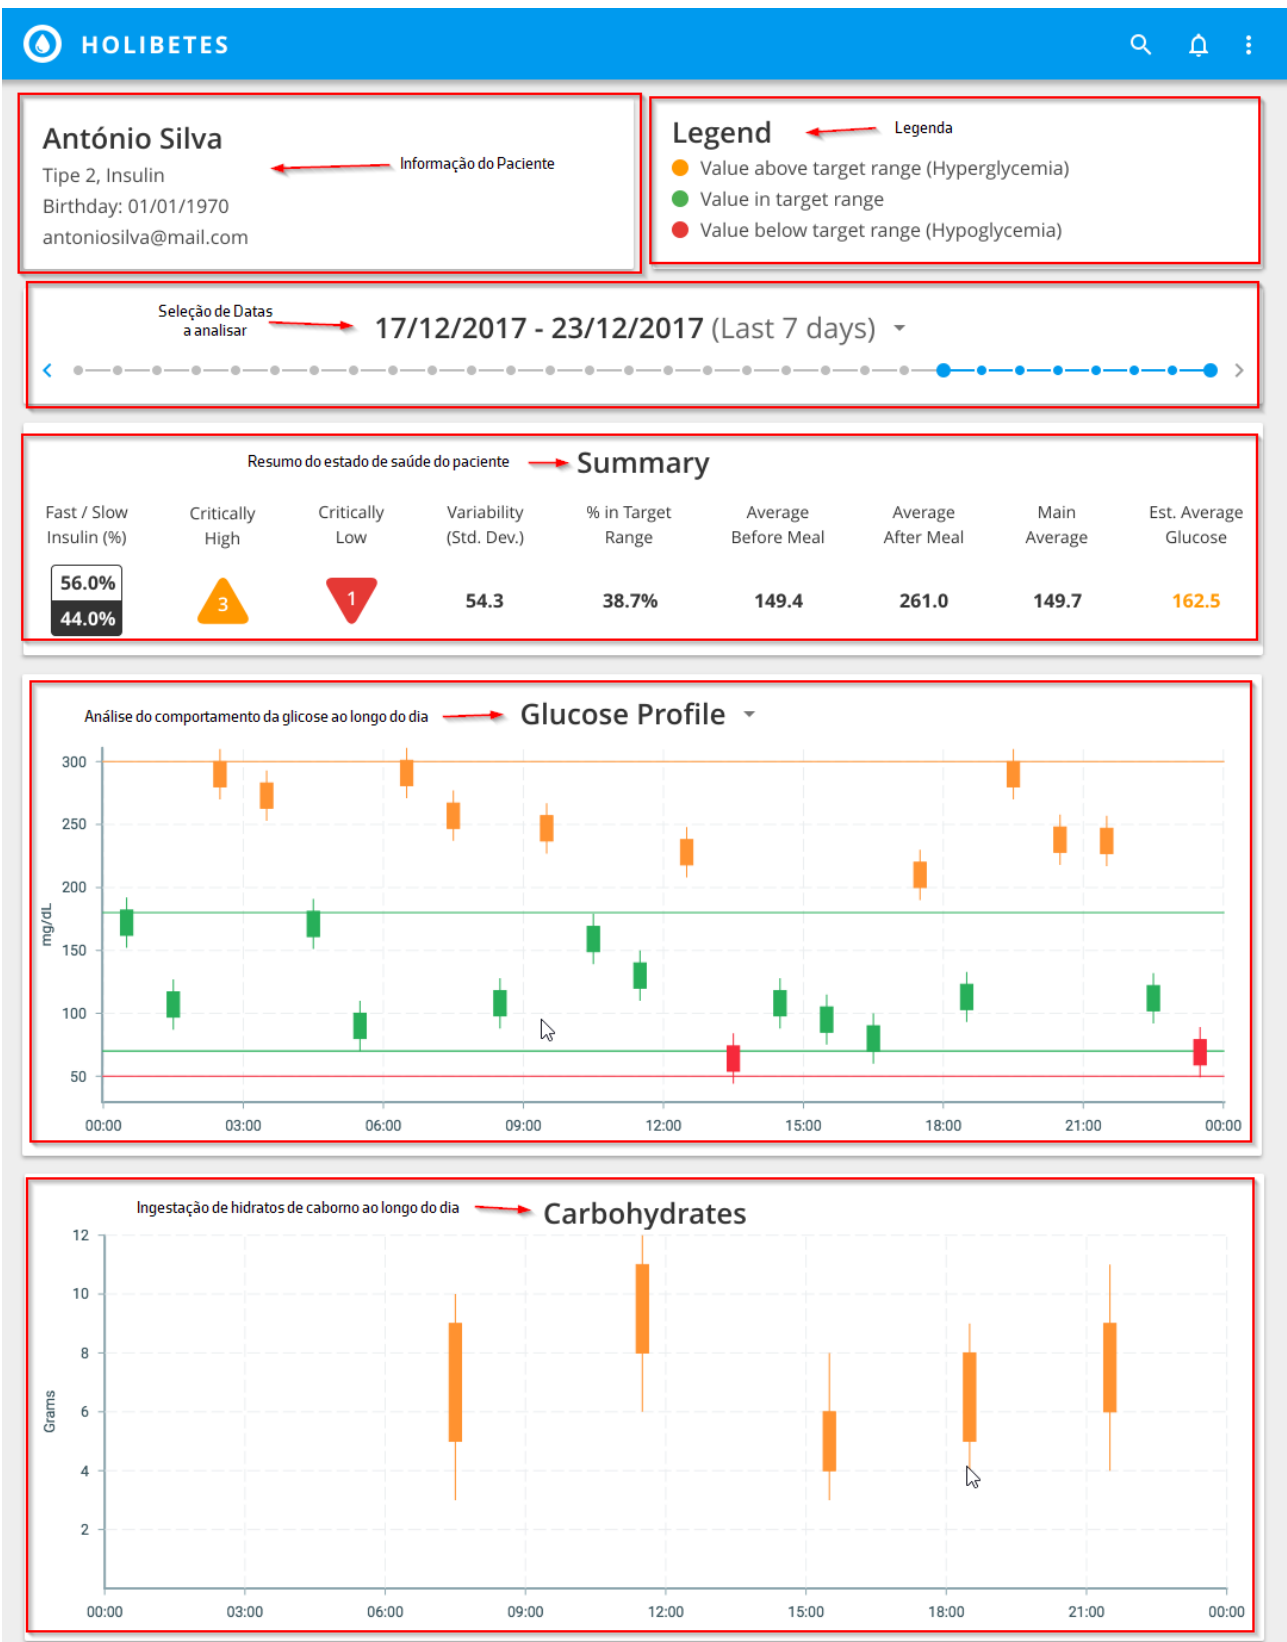 HOLIBETES
António Silva
Tipe 2, Insulin
Birthday: 01/01/1970
antoniosilva@mail.com
Informação do Paciente
Legend
Legenda
Value above target range (Hyperglycemia)
Value in target range
Value below target range (Hypoglycemia)
Seleção de Datas
a analisar
17/12/2017 - 23/12/2017 (Last 7 days)
Resumo do estado de saúde do paciente
Summary
Fast / Slow
Insulin (%)
Critically
High
Critically
Low
Variability
(Std. Dev.)
% in Target
Range
Average
Before Meal
Average
After Meal
Main
Average
Est. Average
Glucose
56.0%
44.0%
3
1
54.3
38.7%
149.4
261.0
149.7
162.5
Análise do comportamento da glicose ao longo do dia
Glucose Profile
mg/dL
300
250
200
150
100
50
00:00 03:00 06:00 09:00 12:00 15:00 18:00 21:00 00:00
Ingestação de hidratos de caborno ao longo do dia
Carbohydrates
Grams
12
10
8
6
4
2
00:00 03:00 06:00 09:00 12:00 15:00 18:00 21:00 00:00